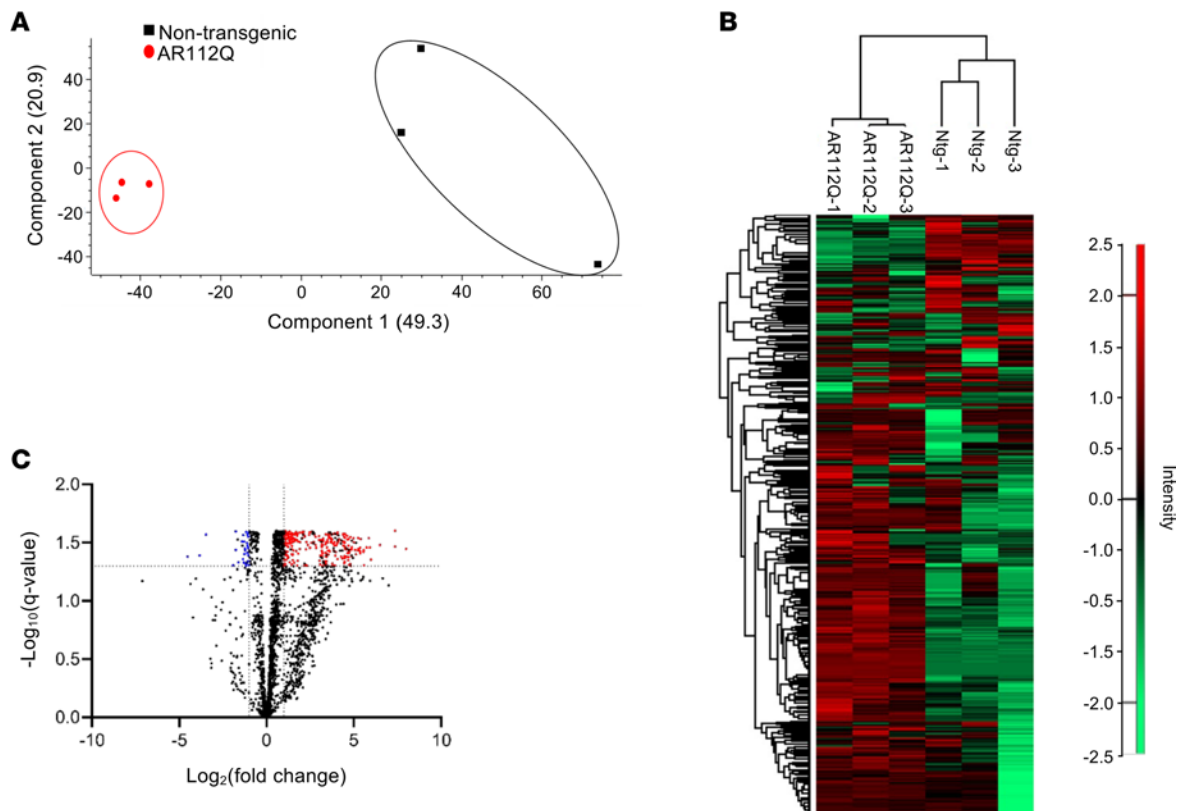 A
Non-transgenic
AR112Q
Component 2 (20.9)
40
20
0
-20
-40
-40
-20
0
20
40
60
Component 1 (49.3)
B
AR112Q-1
AR112Q-2
AR112Q-3
Ntg-1
Ntg-2
Ntg-3
2.5
2.0
1.5
1.0
0.5
0.0
-1.0
-0.5
-1.5
-2.0
-2.5
Intensity
C
2.0
1.5
1.0
0.5
0.0
-Log₁₀(q-value)
-10
-5
0
5
10
Log₂(fold change)